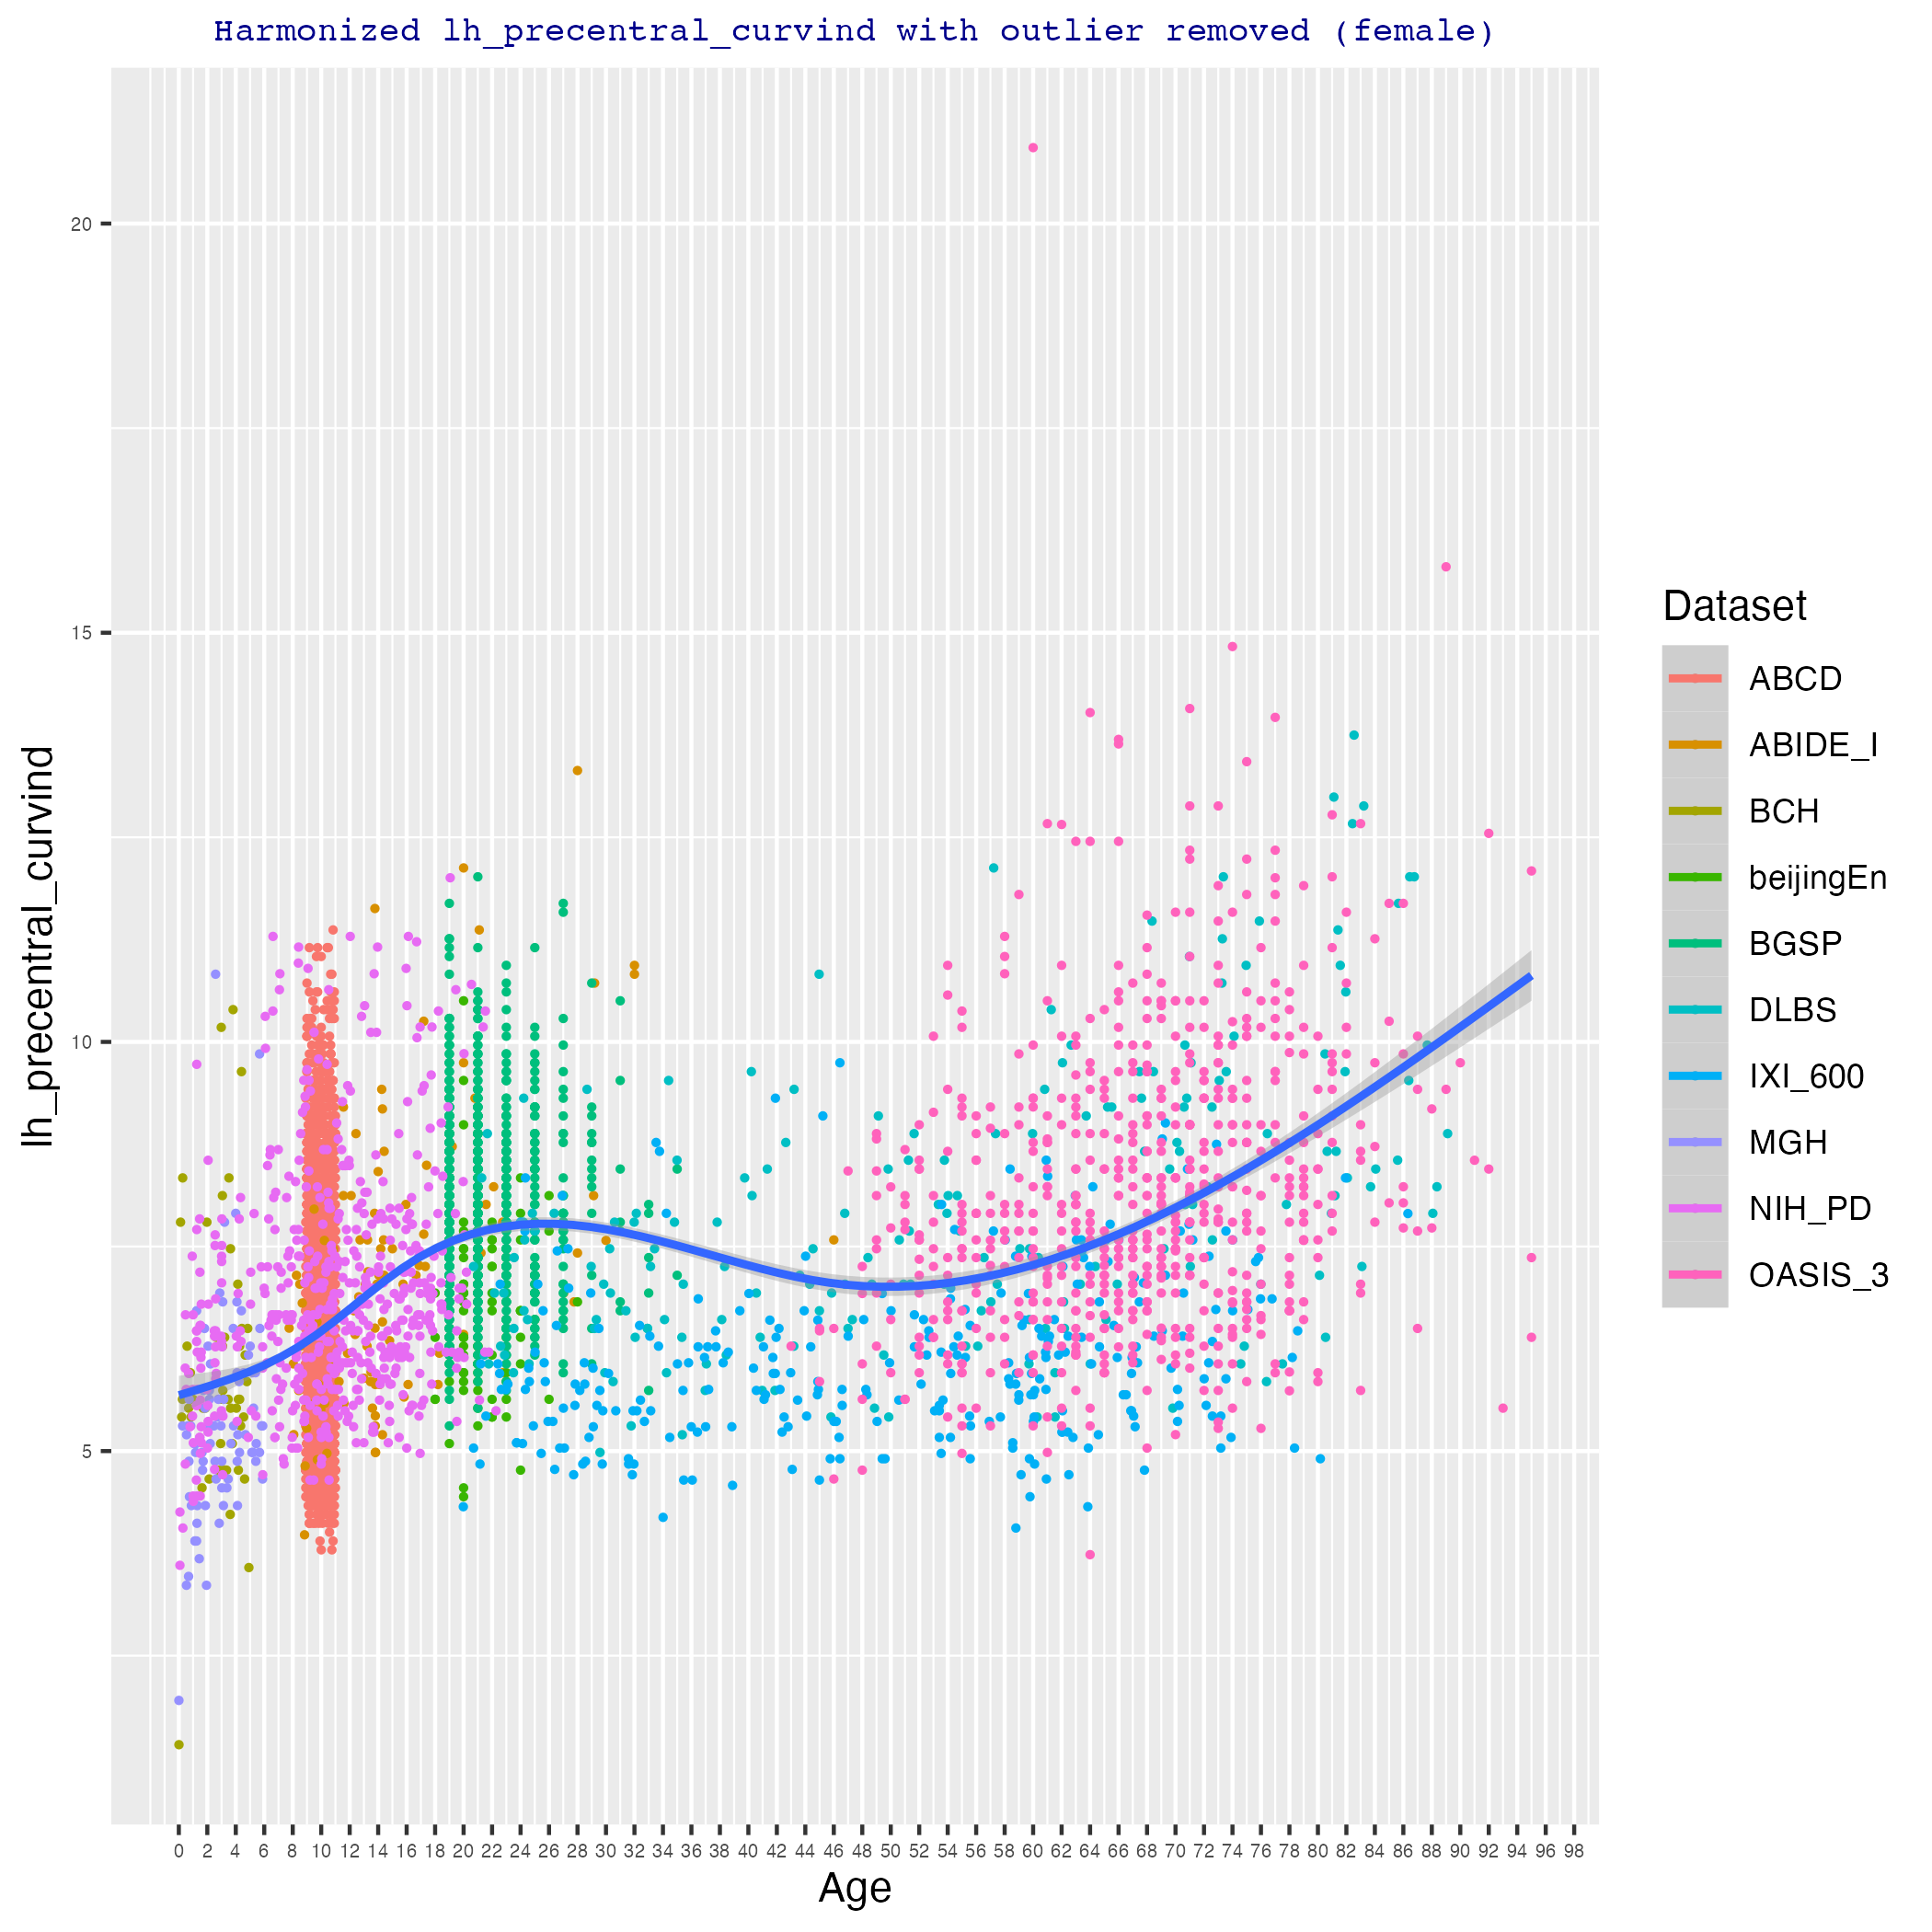 Harmonized lh_precentral_curvind with outlier removed (female)
lh_precentral_curvind
20
15
10
5
0 2 4 6 8 10 12 14 16 18 20 22 24 26 28 30 32 34 36 38 40 42 44 46 48 50 52 54 56 58 60 62 64 66 68 70 72 74 76 78 80 82 84 86 88 90 92 94 96 98
Age
Dataset
ABCD
ABIDE_I
BCH
beijingEn
BGSP
DLBS
IXI_600
MGH
NIH_PD
OASIS_3